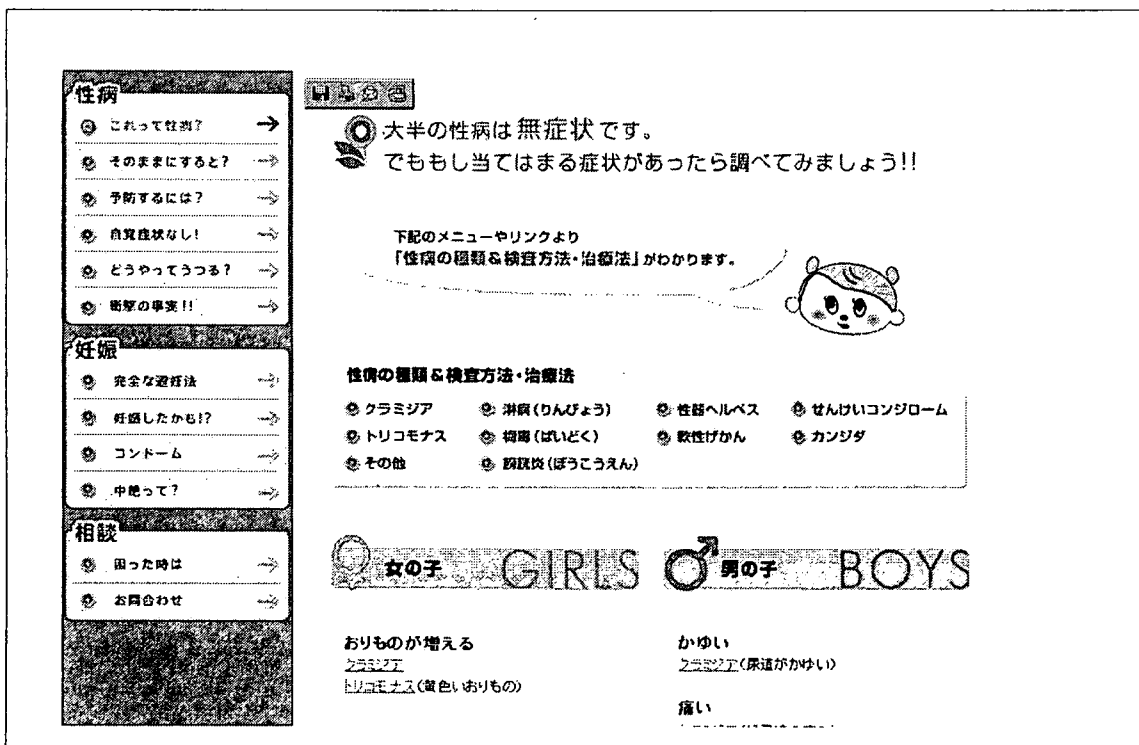 性病
これって性病?
そのままにすると?
予防するには?
自覚症状なし!
どうやってうつる?
衝撃の事実!!
妊娠
完全な避妊法
妊娠したかも!?
コンドーム
中絶って?
相談
困った時は
お問合わせ
大半の性病は無症状です。
でももし当てはまる症状があったら調べてみましょう!!
下記のメニューやリンクより
「性病の種類&検査方法・治療法」がわかります。
性病の種類&検査方法・治療法
クラミジア 淋病(りんびょう) 性器ヘルペス せんけいコンジローム
トリコモナス 梅毒(ばいどく) 軟性げかん カンジダ
その他 膀胱炎(ぼうこうえん)
女の子 GIRLS
男の子 BOYS
おりものが増える
クラミジア
トリコモナス(黄色いおりもの)
かゆい
クラミジア(尿道がかゆい)
痛い